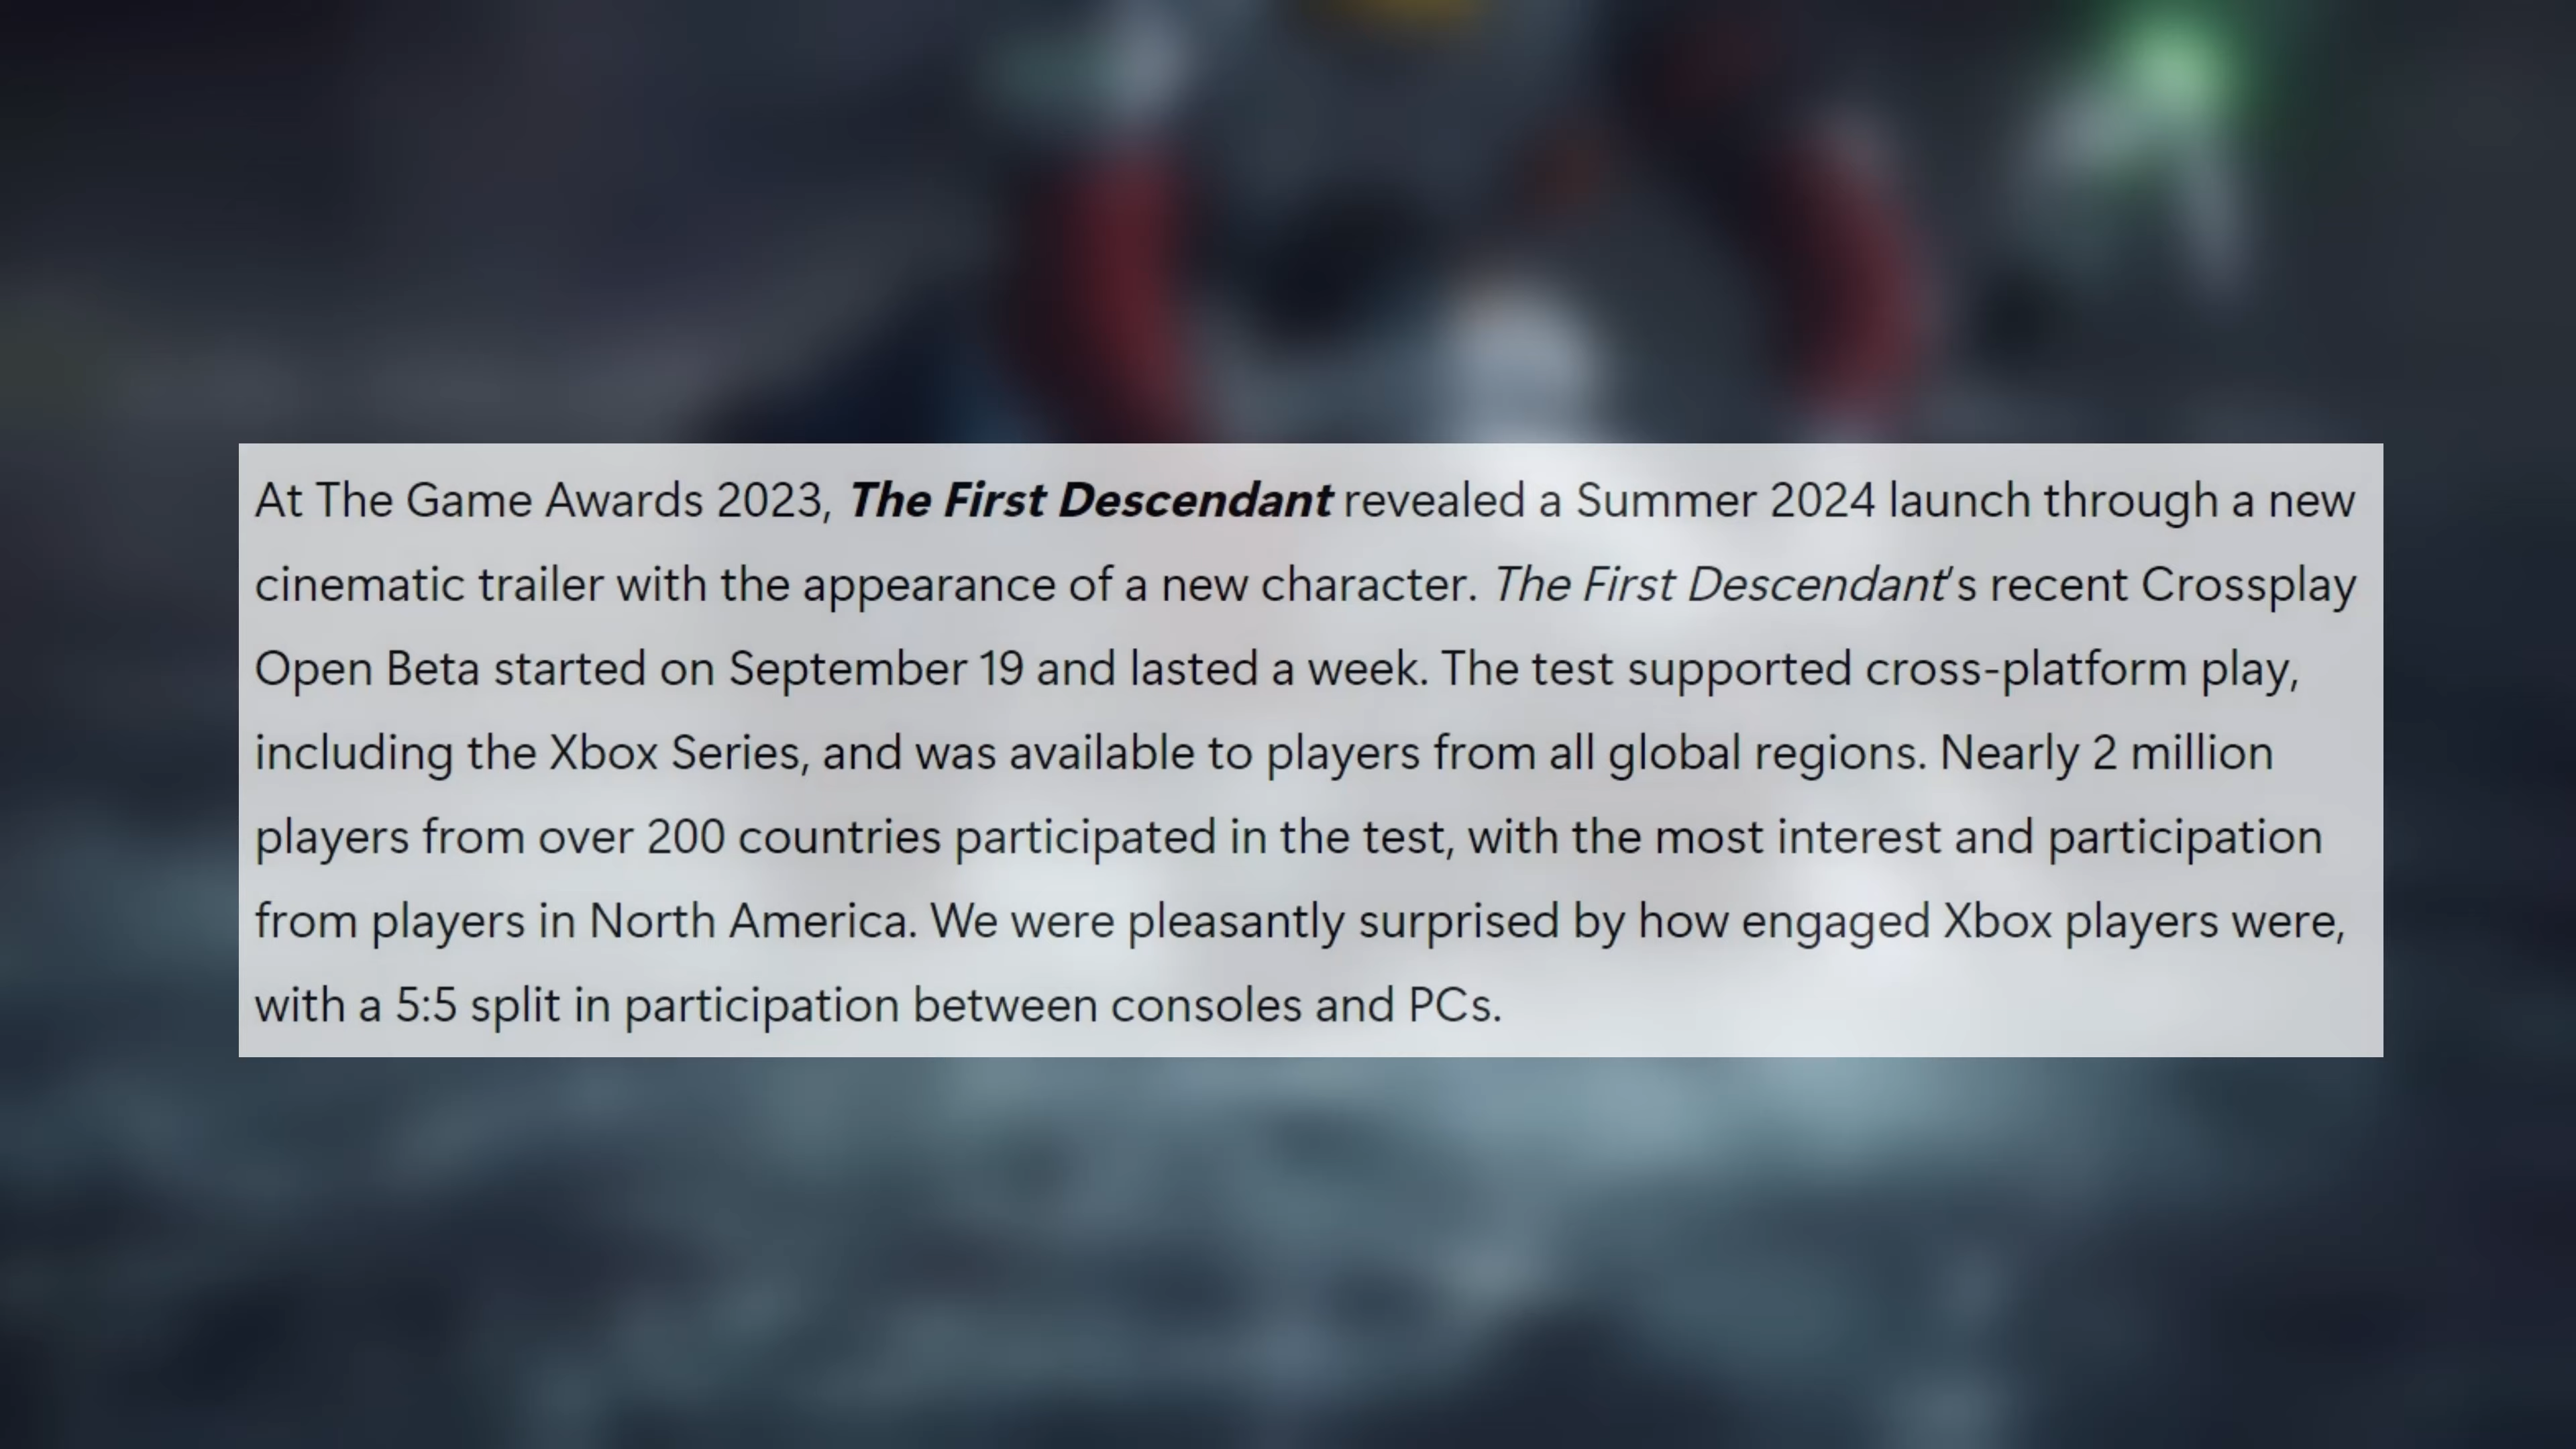 At The Game Awards 2023, The First Descendant revealed a Summer 2024 launch through a new
cinematic trailer with the appearance of a new character. The First Descendant's recent Crossplay
Open Beta started on September 19 and lasted a week. The test supported cross-platform play,
including the Xbox Series, and was available to players from all global regions. Nearly 2 million
players from over 200 countries participated in the test, with the most interest and participation
from players in North America. We were pleasantly surprised by how engaged Xbox players were,
with a 5:5 split in participation between consoles and PCs.